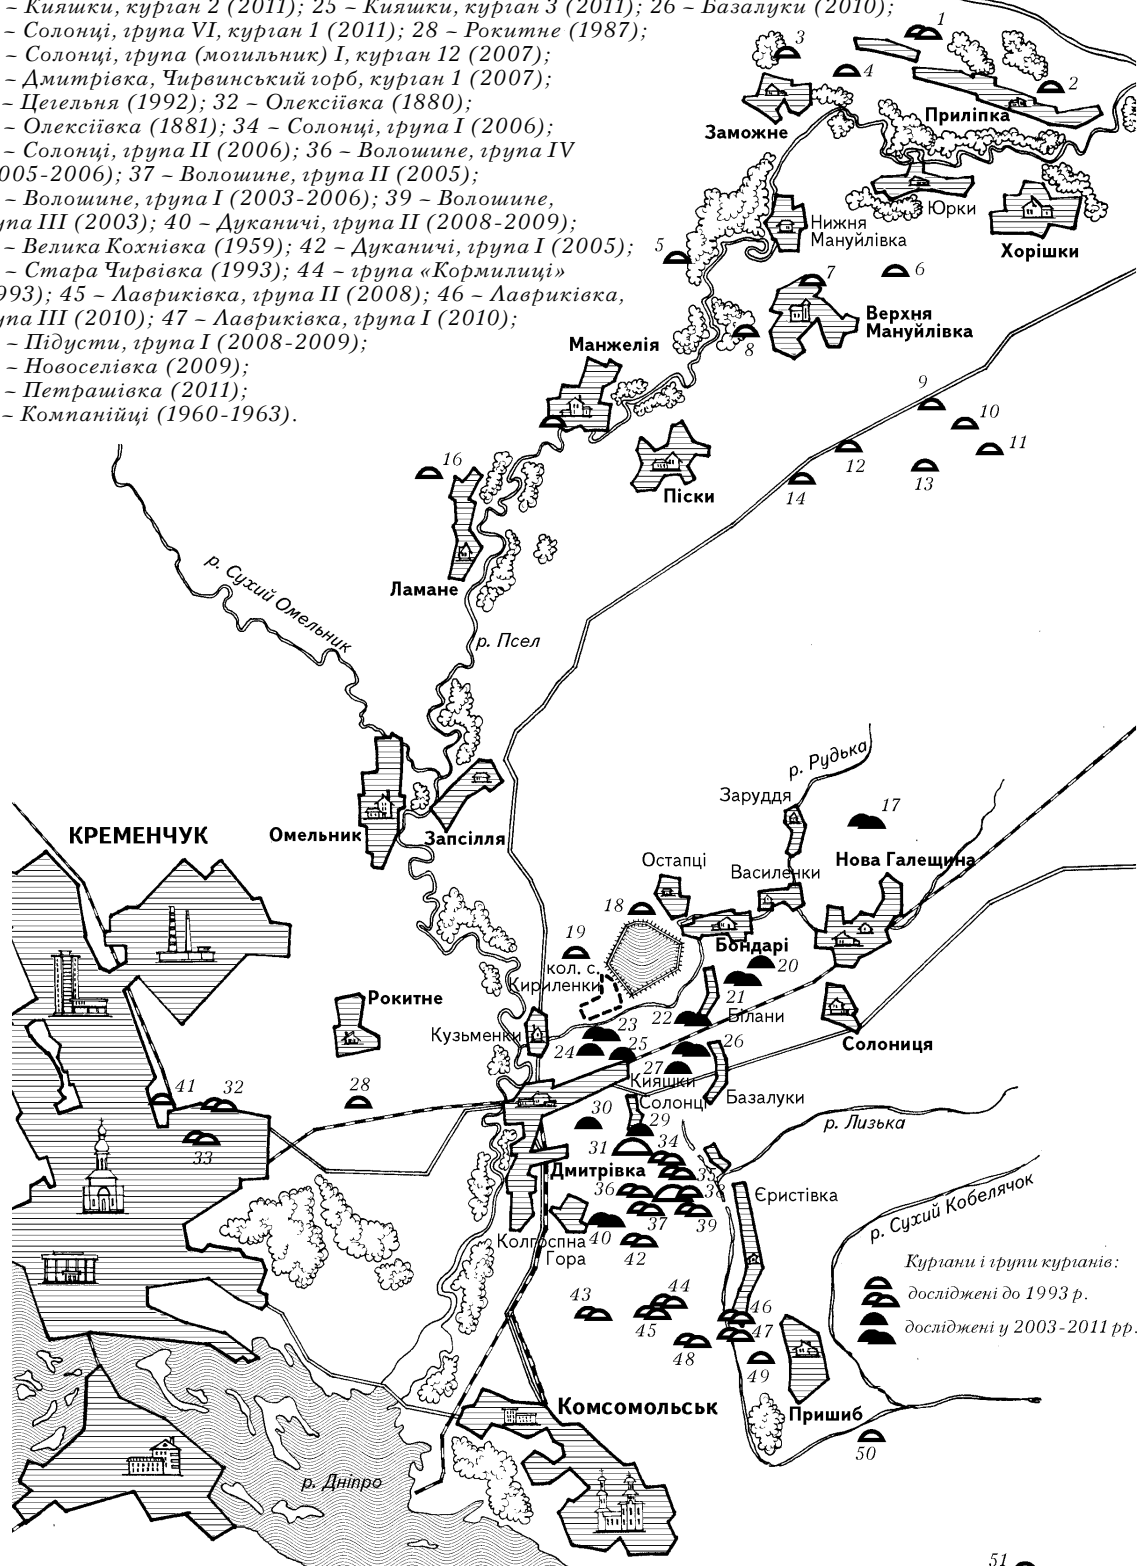 – Кияшки, курган 2 (2011); 25 – Кияшки, курган 3 (2011); 26 – Базалуки (2010);
– Солонці, група VI, курган 1 (2011); 28 – Рокитне (1987);
– Солонці, група (могильник) I, курган 12 (2007);
– Дмитрівка, Чирвинський горб, курган 1 (2007);
– Цегельня (1992); 32 – Олексіївка (1880);
– Олексіївка (1881); 34 – Солонці, група I (2006);
– Солонці, група II (2006); 36 – Волошине, група IV
005-2006); 37 – Волошине, група II (2005);
– Волошине, група I (2003-2006); 39 – Волошине,
упа III (2003); 40 – Дуканичі, група II (2008-2009);
– Велика Кохнівка (1959); 42 – Дуканичі, група I (2005);
– Стара Чирвівка (1993); 44 – група «Кормилиці»
993); 45 – Лавриківка, група II (2008); 46 – Лавриківка,
упа III (2010); 47 – Лавриківка, група I (2010);
– Підусти, група I (2008-2009);
– Новоселівка (2009);
– Петрашівка (2011);
– Компанійці (1960-1963).
1
3
4
2
Заможне
Приліпка
Юрки
Хорішки
Нижня
Мануйлівка
5
6
7
Верхня
Мануйлівка
8
Манжелія
9
10
11
12
13
14
16
Піски
Ламане
р. Сухий Омельник
р. Псел
р. Рудька
Заруддя
17
КРЕМЕНЧУК
Омельник
Запсілля
Остапці
Василенки
Нова Галещина
18
19
Бондарі
20
кол. с.
Кириленки
21
Білани
22
Рокитне
Кузьменки
23
24
25
26
27
Солониця
Кияшки
Базалуки
Солонці
28
29
30
31
32
33
34
35
41
р. Лизька
Дмитрівка
36
37
38
39
40
42
Єристівка
Колгоспна
Гора
р. Сухий Кобелячок
Кургани і групи курганів:
досліджені до 1993 р.
досліджені у 2003-2011 рр.
43
44
45
46
47
48
49
Комсомольськ
Пришиб
50
р. Дніпро
51